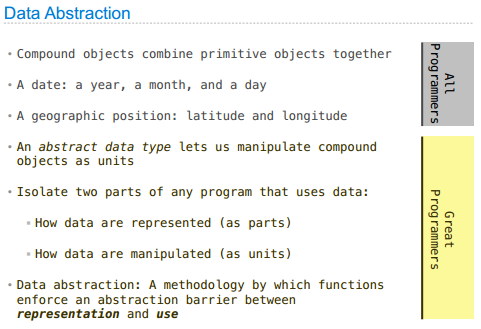 Data Abstraction
• Compound objects combine primitive objects together
• A date: a year, a month, and a day
• A geographic position: latitude and longitude
• An abstract data type lets us manipulate compound
objects as units
• Isolate two parts of any program that uses data:
• How data are represented (as parts)
• How data are manipulated (as units)
• Data abstraction: A methodology by which functions
enforce an abstraction barrier between
representation and use
All
Programmers
Great
Programmers